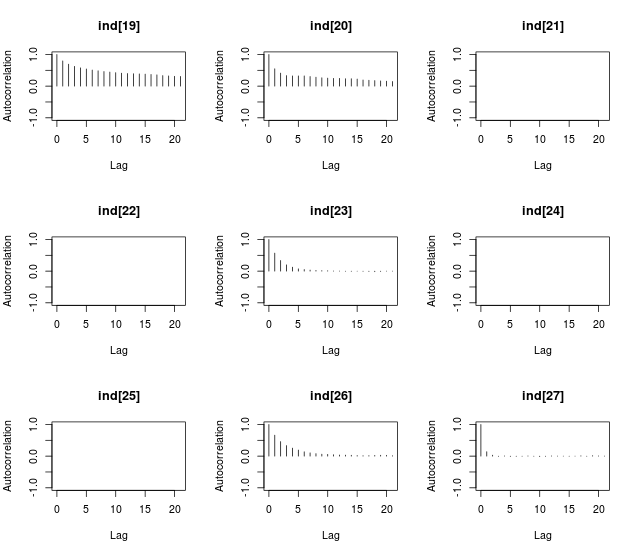 ind[19] ind[20] ind[21]
Autocorrelation 1.0 0.0 -1.0 Autocorrelation 1.0 0.0 -1.0 Autocorrelation 1.0 0.0 -1.0
0 5 10 15 20 0 5 10 15 20 0 5 10 15 20
Lag Lag Lag
ind[22] ind[23] ind[24]
Autocorrelation 1.0 0.0 -1.0 Autocorrelation 1.0 0.0 -1.0 Autocorrelation 1.0 0.0 -1.0
0 5 10 15 20 0 5 10 15 20 0 5 10 15 20
Lag Lag Lag
ind[25] ind[26] ind[27]
Autocorrelation 1.0 0.0 -1.0 Autocorrelation 1.0 0.0 -1.0 Autocorrelation 1.0 0.0 -1.0
0 5 10 15 20 0 5 10 15 20 0 5 10 15 20
Lag Lag Lag